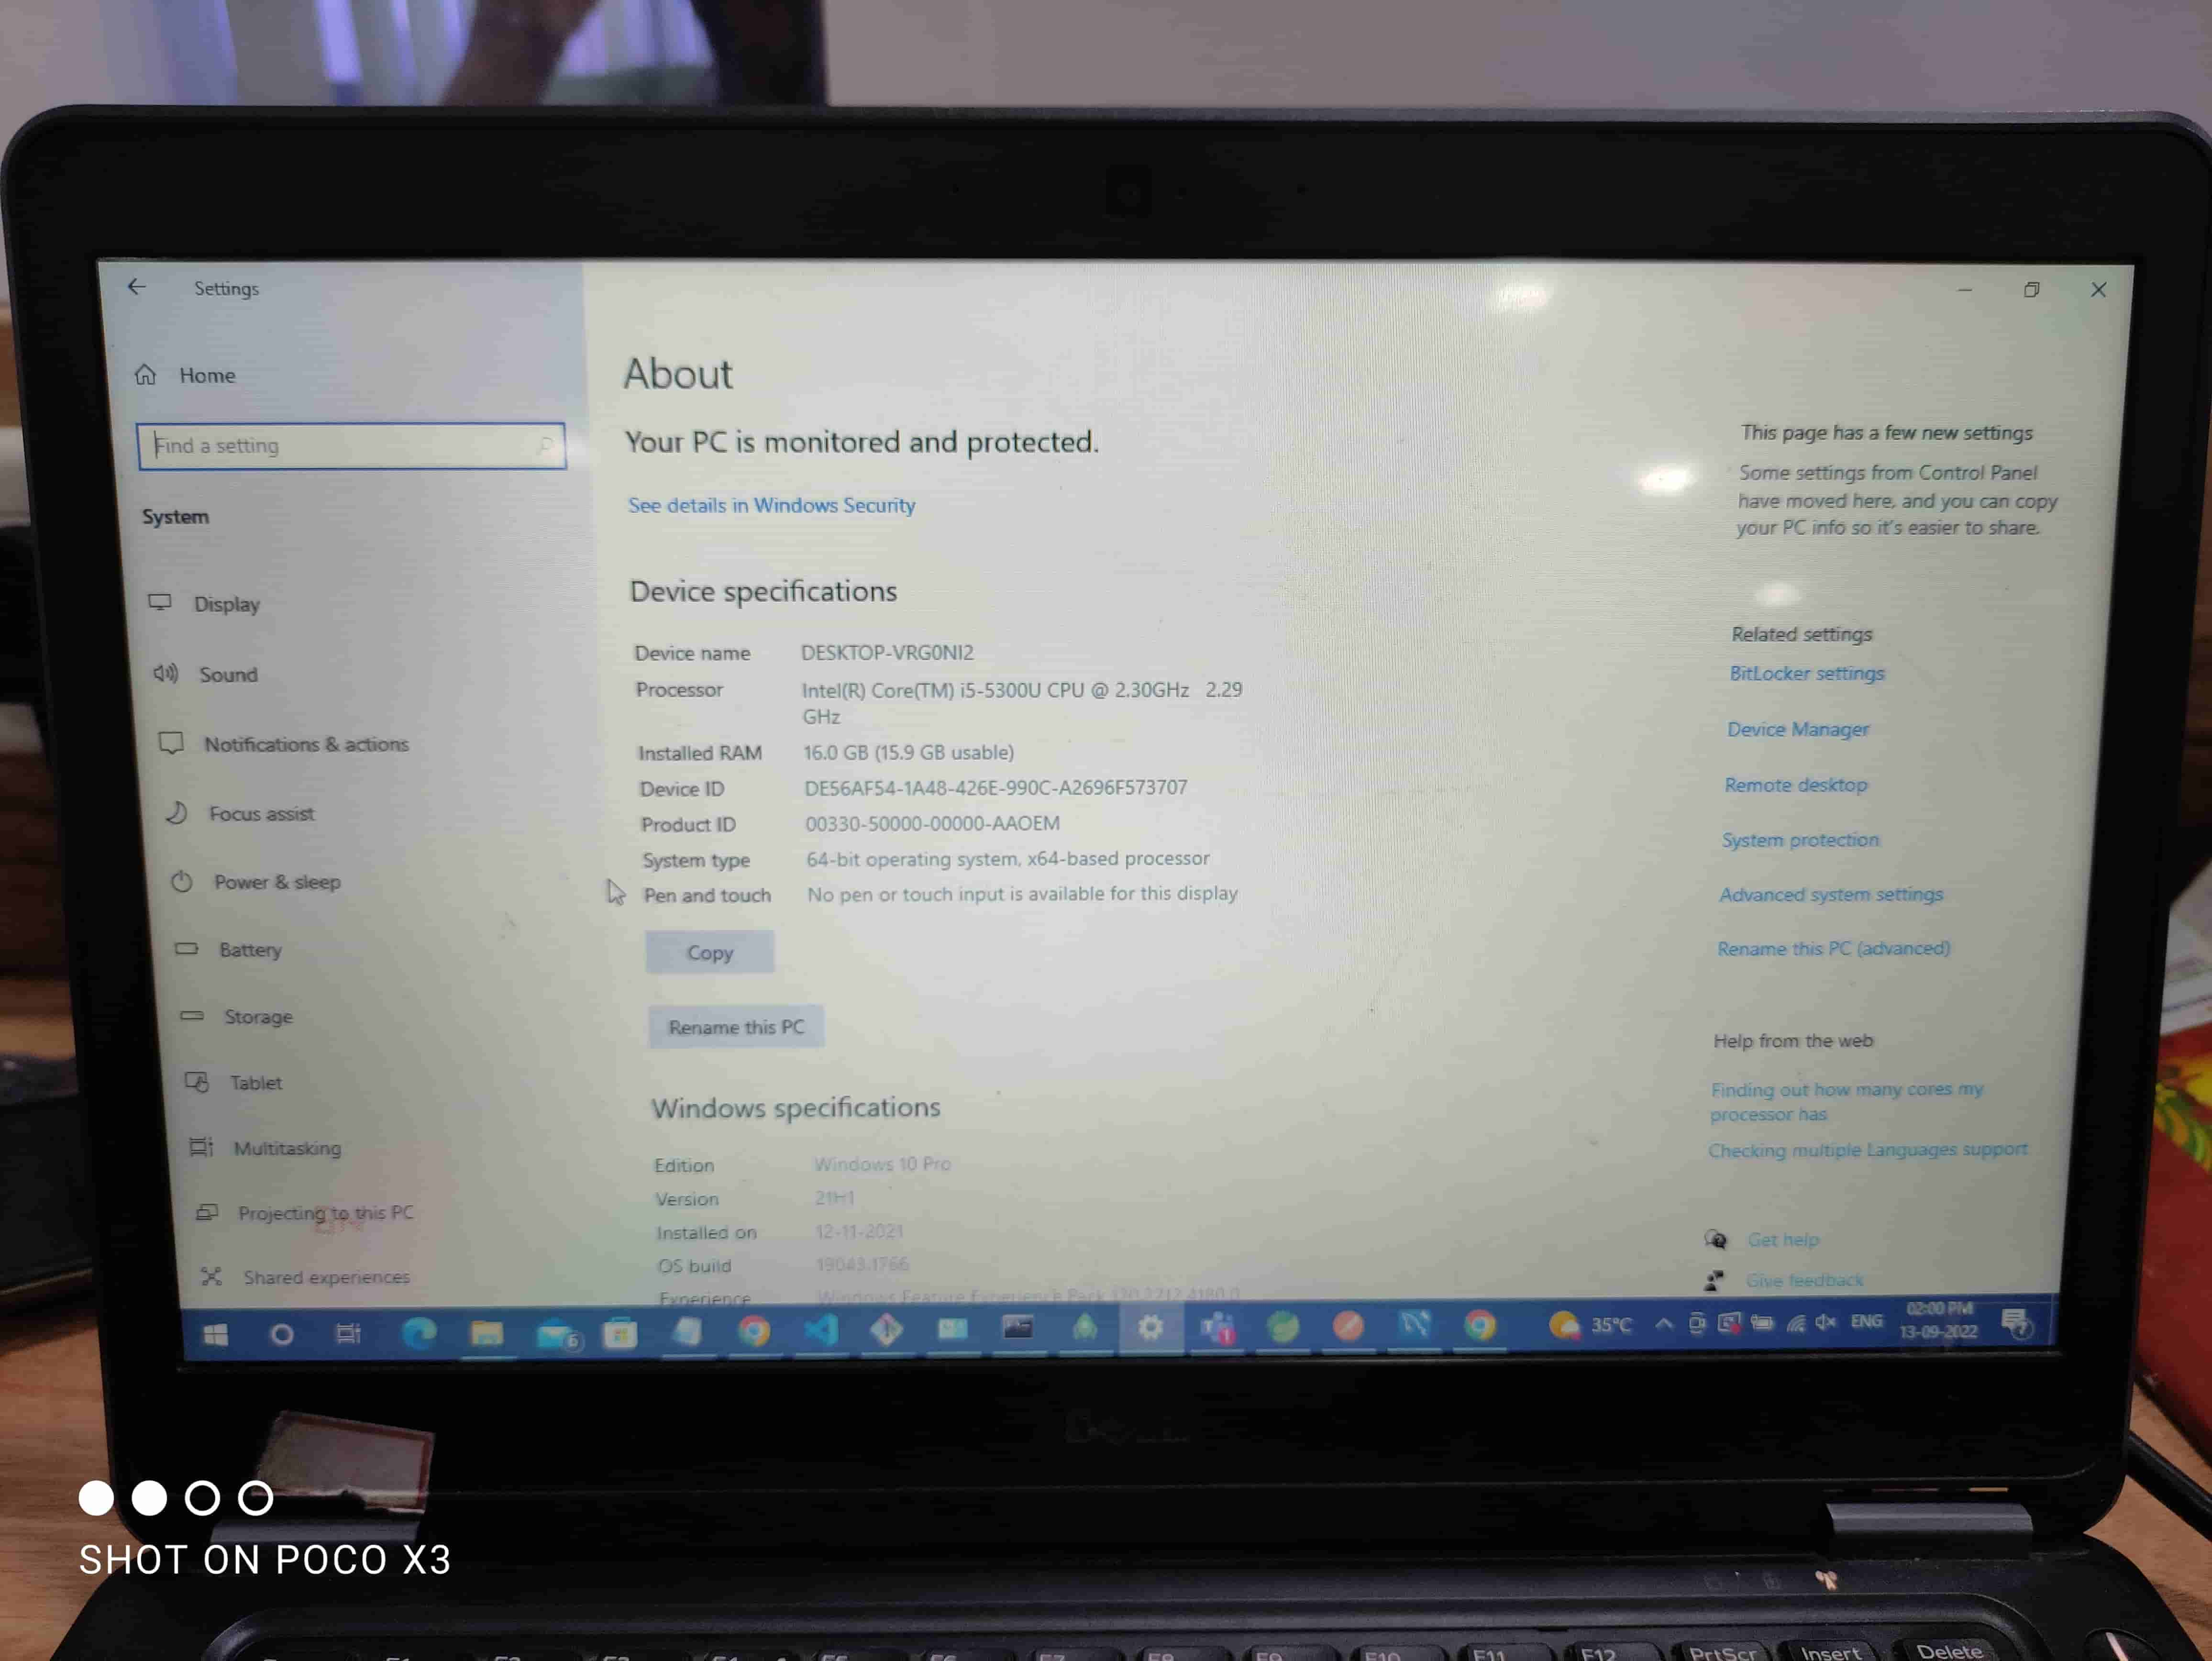 Settings
Home
Find a setting
System
Display
Sound
Notifications & actions
Focus assist
Power & sleep
Battery
Storage
Tablet
Multitasking
Projecting to this PC
Shared experiences
About
Your PC is monitored and protected.
See details in Windows Security
Device specifications
Device name DESKTOP-VRG0NI2
Processor Intel(R) Core(TM) i5-5300U CPU @ 2.30GHz 2.29
GHz
Installed RAM 16.0 GB (15.9 GB usable)
Device ID DE56AF54-1A48-426E-990C-A2696F573707
Product ID 00330-50000-00000-AAOEM
System type 64-bit operating system, x64-based processor
Pen and touch No pen or touch input is available for this display
Copy
Rename this PC
Windows specifications
Edition Windows 10 Pro
Version 21H1
Installed on 12-11-2021
OS build 19043.1766
Experience Windows Feature Experience Pack 120.2212.4180.0
This page has a few new settings
Some settings from Control Panel
have moved here, and you can copy
your PC info so it's easier to share.
Related settings
BitLocker settings
Device Manager
Remote desktop
System protection
Advanced system settings
Rename this PC (advanced)
Help from the web
Finding out how many cores my
processor has
Checking multiple Languages support
Get help
Give feedback
35°C ENG 02:00 PM
13-09-2022
SHOT ON POCO X3
F11 F12 PrtScr Insert Delete